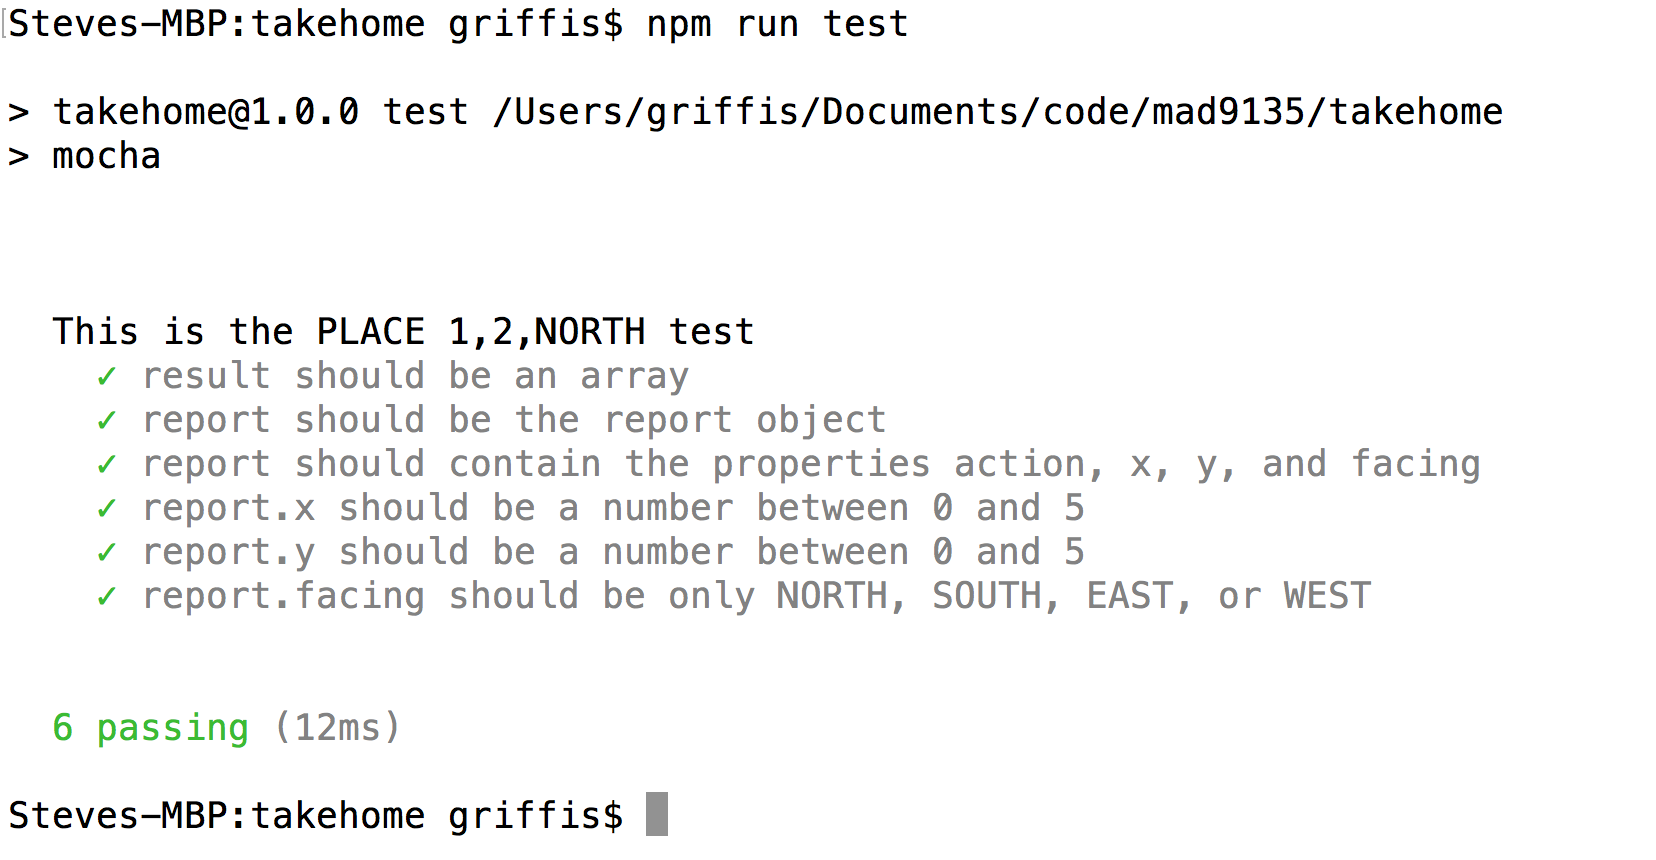 Steves-MBP:takehome griffis$ npm run test
> takehome@1.0.0 test /Users/griffis/Documents/code/mad9135/takehome
> mocha
This is the PLACE 1,2,NORTH test
✓ result should be an array
✓ report should be the report object
✓ report should contain the properties action, x, y, and facing
✓ report.x should be a number between 0 and 5
✓ report.y should be a number between 0 and 5
✓ report.facing should be only NORTH, SOUTH, EAST, or WEST
6 passing (12ms)
Steves-MBP:takehome griffis$